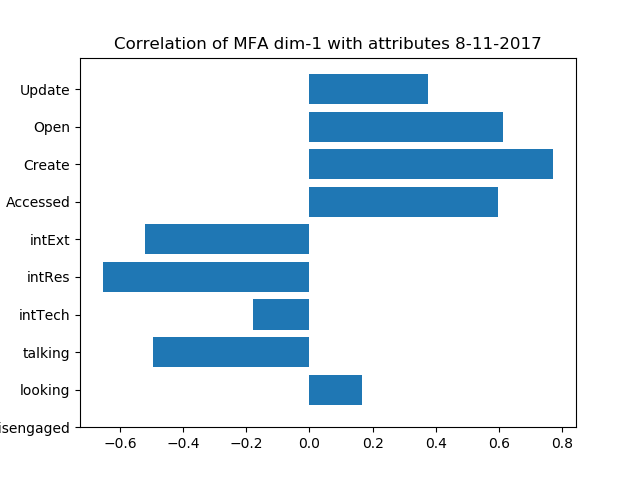 Correlation of MFA dim-1 with attributes 8-11-2017
Update
Open
Create
Accessed
intExt
intRes
intTech
talking
looking
isengaged
−0.6 −0.4 −0.2 0.0 0.2 0.4 0.6 0.8